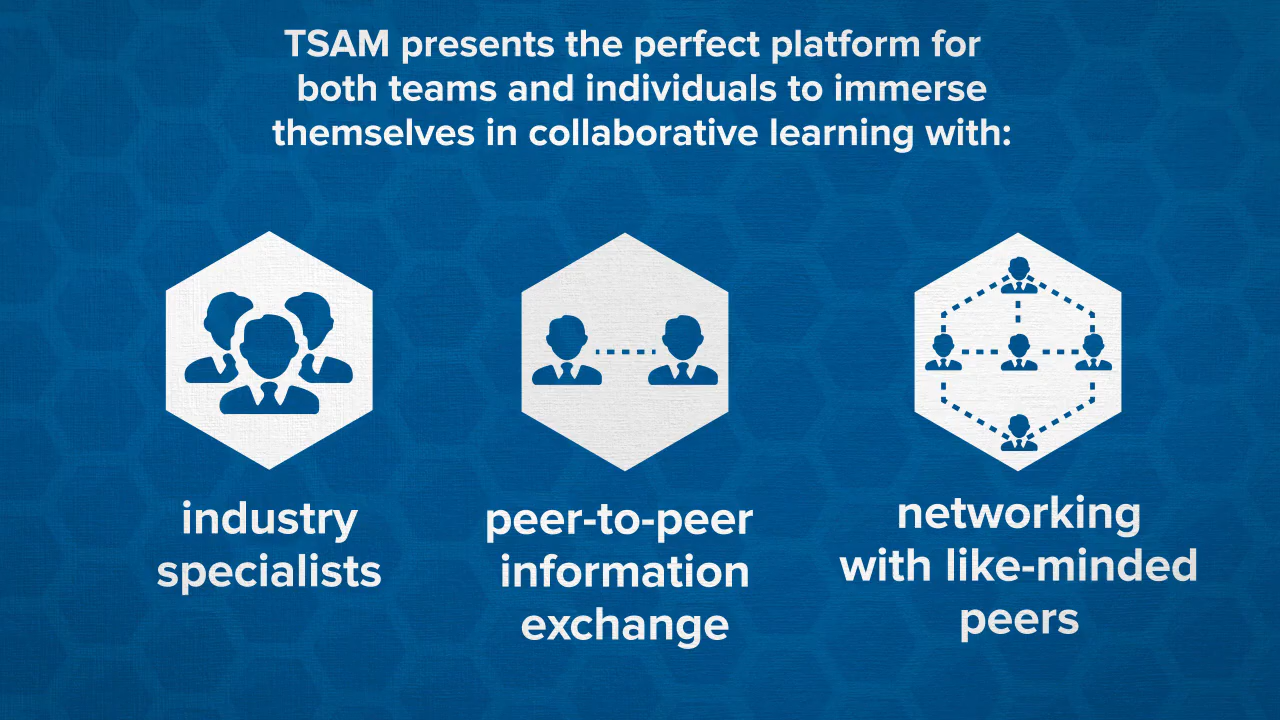 TSAM presents the perfect platform for
both teams and individuals to immerse
themselves in collaborative learning with:
industry
specialists
peer-to-peer
information
exchange
networking
with like-minded
peers